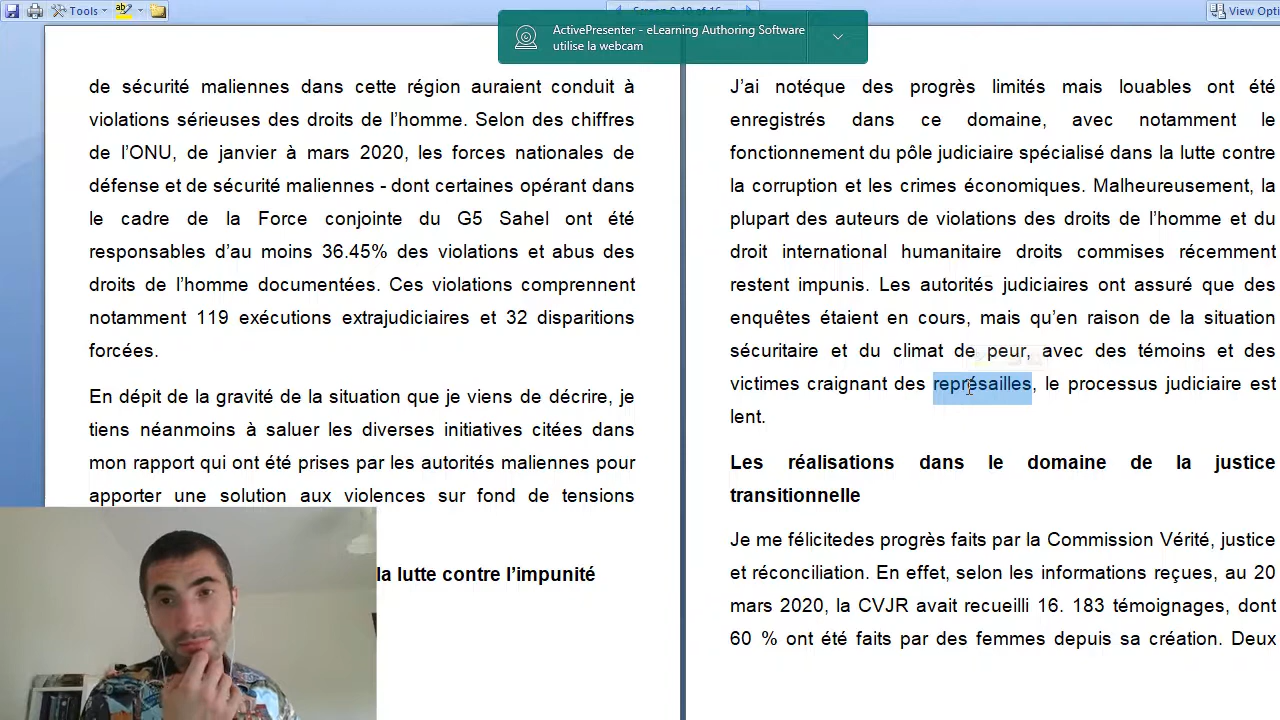 Tools
View Opti
ActivePresenter - eLearning Authoring Software
utilise la webcam
de sécurité maliennes dans cette région auraient conduit à
violations sérieuses des droits de l’homme. Selon des chiffres
de l’ONU, de janvier à mars 2020, les forces nationales de
défense et de sécurité maliennes - dont certaines opérant dans
le cadre de la Force conjointe du G5 Sahel ont été
responsables d’au moins 36.45% des violations et abus des
droits de l’homme documentées. Ces violations comprennent
notamment 119 exécutions extrajudiciaires et 32 disparitions
forcées.
En dépit de la gravité de la situation que je viens de décrire, je
tiens néanmoins à saluer les diverses initiatives citées dans
mon rapport qui ont été prises par les autorités maliennes pour
apporter une solution aux violences sur fond de tensions
la lutte contre l’impunité
J’ai notéque des progrès limités mais louables ont été
enregistrés dans ce domaine, avec notamment le
fonctionnement du pôle judiciaire spécialisé dans la lutte contre
la corruption et les crimes économiques. Malheureusement, la
plupart des auteurs de violations des droits de l’homme et du
droit international humanitaire droits commises récemment
restent impunis. Les autorités judiciaires ont assuré que des
enquêtes étaient en cours, mais qu’en raison de la situation
sécuritaire et du climat de peur, avec des témoins et des
victimes craignant des représailles, le processus judiciaire est
lent.
Les réalisations dans le domaine de la justice
transitionnelle
Je me félicitedes progrès faits par la Commission Vérité, justice
et réconciliation. En effet, selon les informations reçues, au 20
mars 2020, la CVJR avait recueilli 16. 183 témoignages, dont
60 % ont été faits par des femmes depuis sa création. Deux